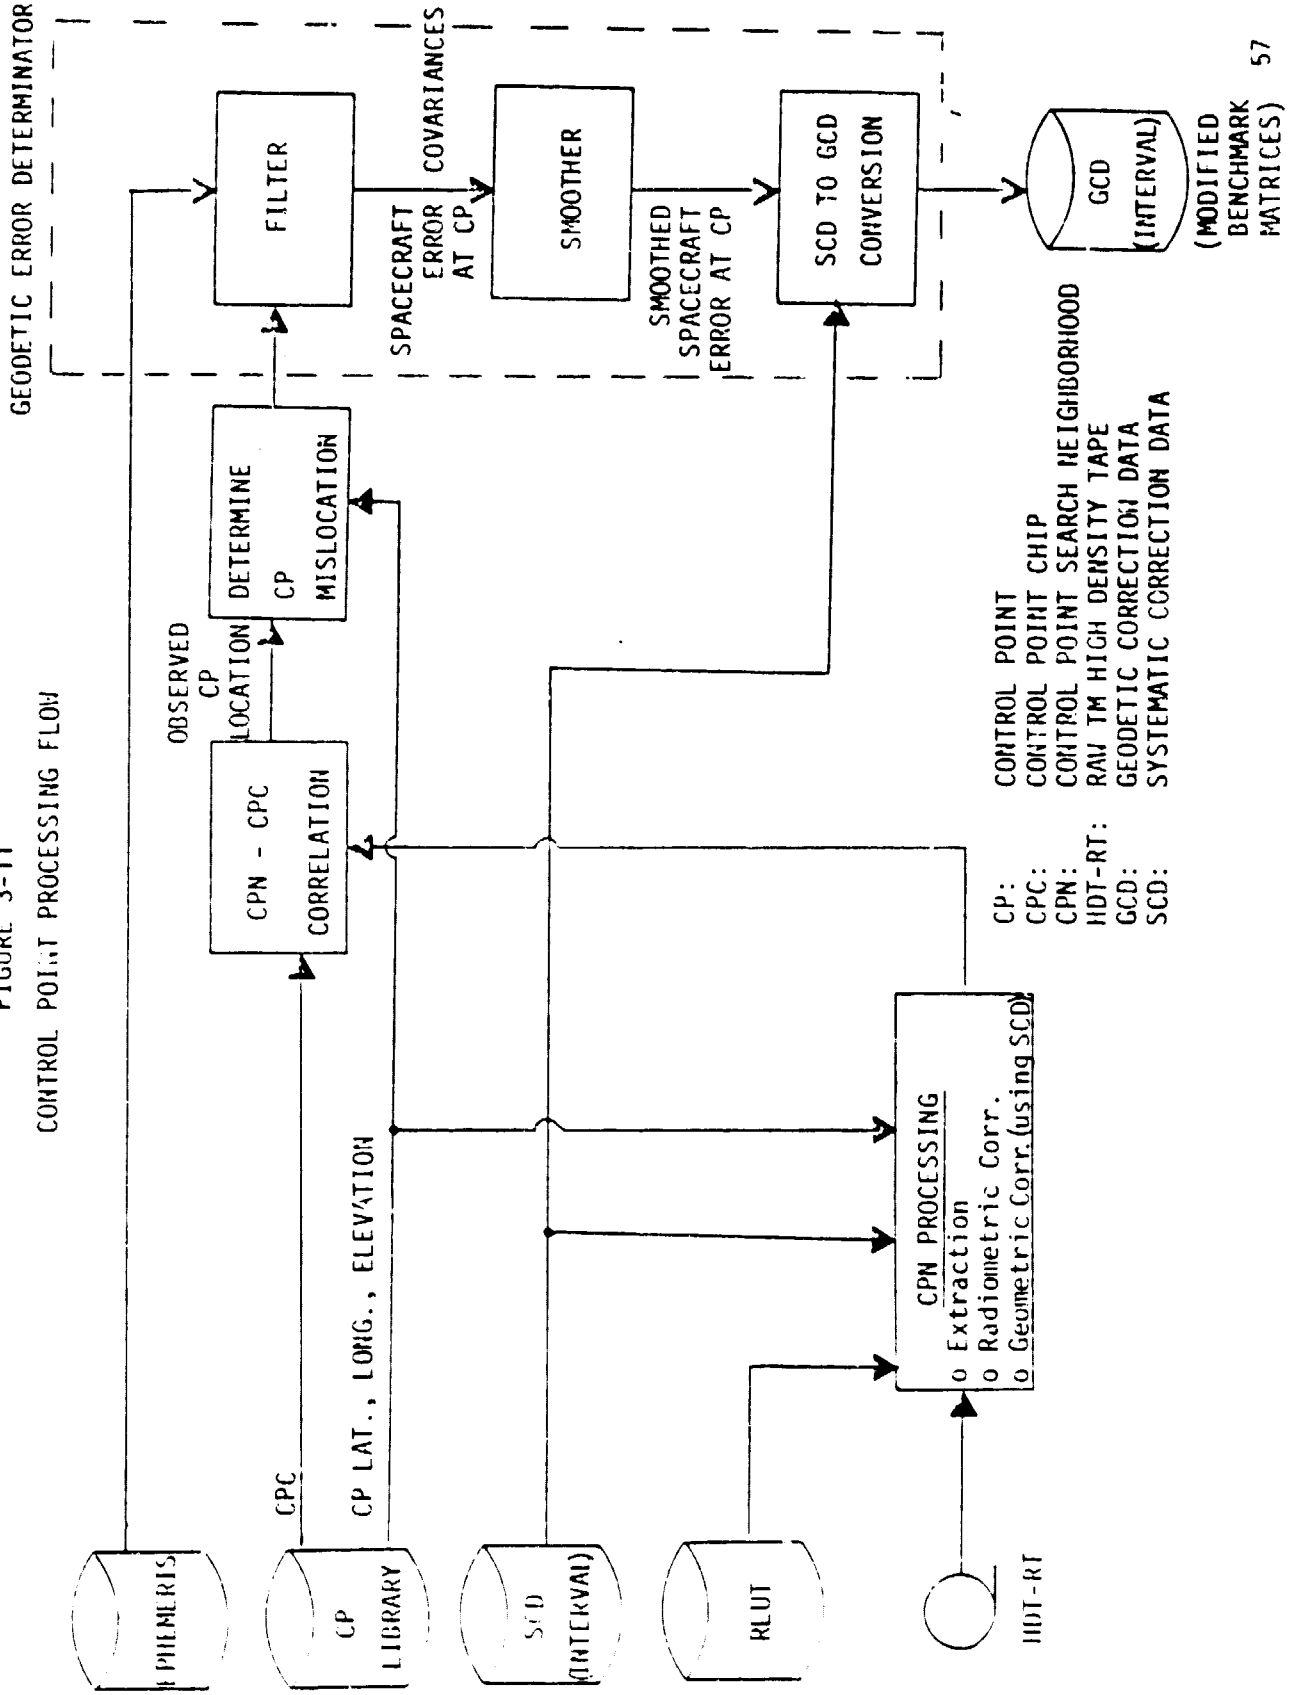 FIGURE 3-11
CONTROL POINT PROCESSING FLOW
GEODETIC ERROR DETERMINATOR
EPHEMERIS
CP
LIBRARY
SCD
(INTERVAL)
RLUT
HDT-RT
CPC
CP LAT., LONG., ELEVATION
CPN - CPC
CORRELATION
OBSERVED
CP
LOCATION
DETERMINE
CP
MISLOCATION
FILTER
SPACECRAFT
ERROR
AT CP
COVARIANCES
SMOOTHER
SMOOTHED
SPACECRAFT
ERROR AT CP
SCD TO GCD
CONVERSION
GCD
(INTERVAL)
(MODIFIED
BENCHMARK
MATRICES)
CPN PROCESSING
o Extraction
o Radiometric Corr.
o Geometric Corr.(using SCD)
CP: CONTROL POINT
CPC: CONTROL POINT CHIP
CPN: CONTROL POINT SEARCH NEIGHBORHOOD
HDT-RT: RAW TM HIGH DENSITY TAPE
GCD: GEODETIC CORRECTION DATA
SCD: SYSTEMATIC CORRECTION DATA
57